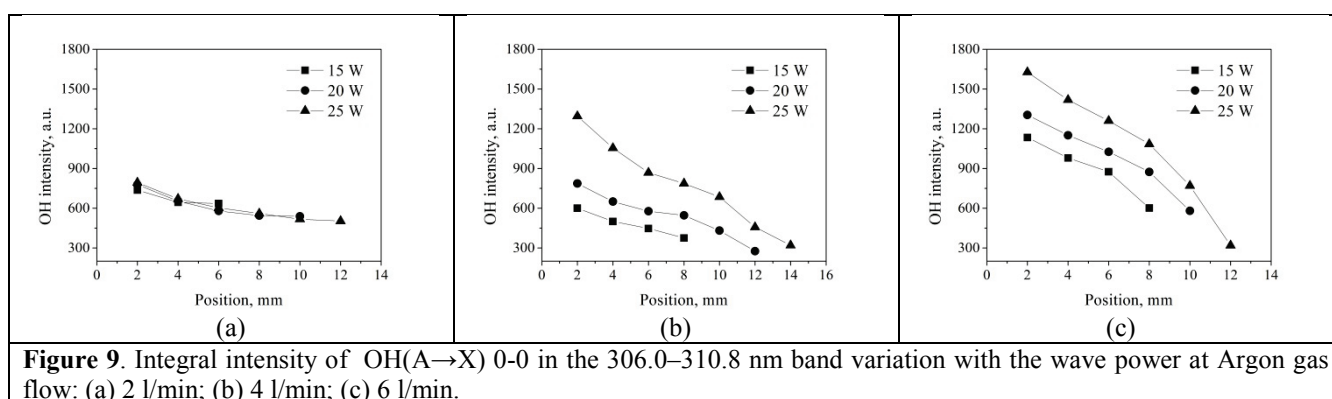 1800
1500
1200
900
600
300
OH intensity, a.u.
15 W
20 W
25 W
0 2 4 6 8 10 12 14
Position, mm
(a)
1800
1500
1200
900
600
300
OH intensity, a.u.
15 W
20 W
25 W
0 2 4 6 8 10 12 14 16
Position, mm
(b)
1800
1500
1200
900
600
300
OH intensity, a.u.
15 W
20 W
25 W
0 2 4 6 8 10 12 14
Position, mm
(c)
Figure 9. Integral intensity of OH(A→X) 0-0 in the 306.0–310.8 nm band variation with the wave power at Argon gas
flow: (a) 2 l/min; (b) 4 l/min; (c) 6 l/min.